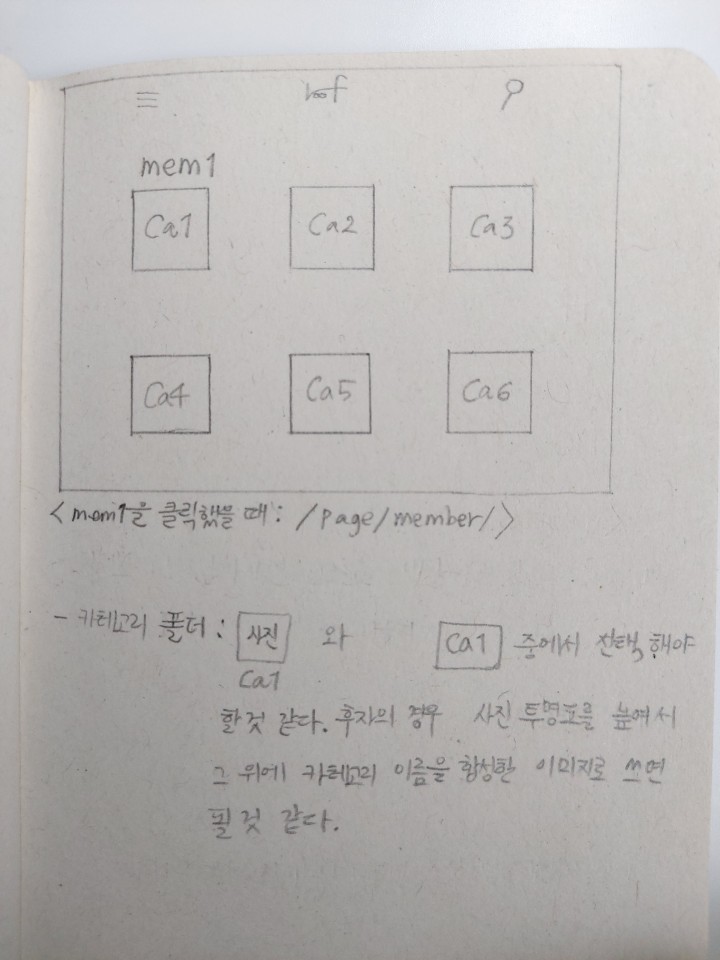 mem1
Ca1 Ca2 Ca3
Ca4 Ca5 Ca6
<mem1을 클릭했을 때: /page/member/>
- 카테고리 폴더: 사진 와 Ca1 중에서 선택해야
Ca1
할 것 같다. 후자의 경우 사진 투명도를 높여서
그 위에 카테고리 이름을 합성한 이미지로 쓰면
될 것 같다.